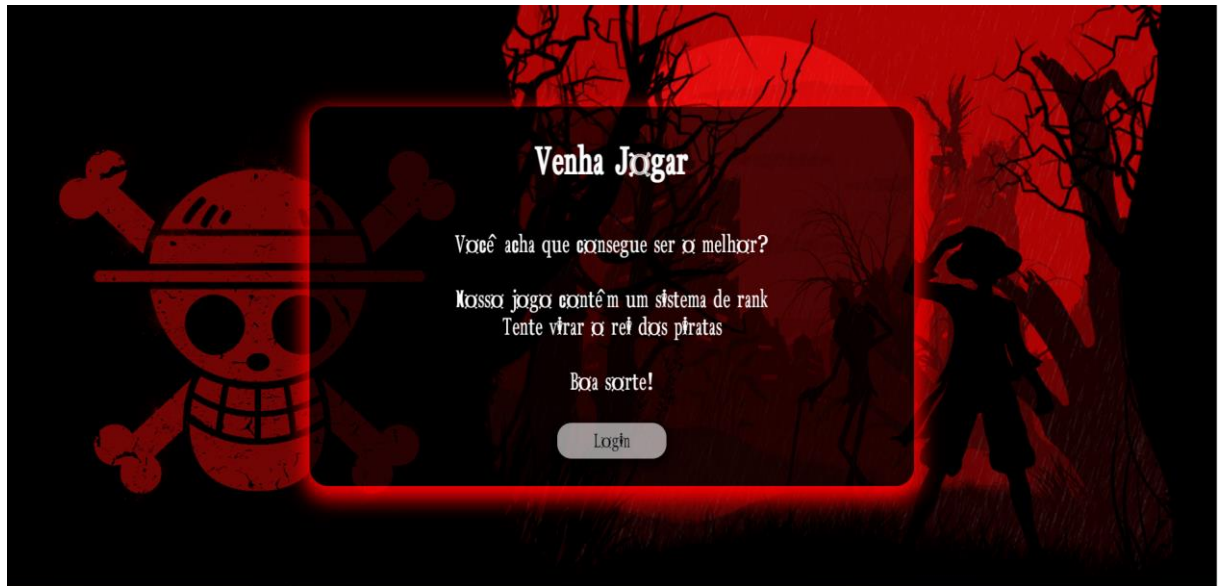 Venha Jogar
Você acha que consegue ser o melhor?
Nosso jogo contêm um sistema de rank
Tente virar o rei dos piratas
Boa sorte!
Login